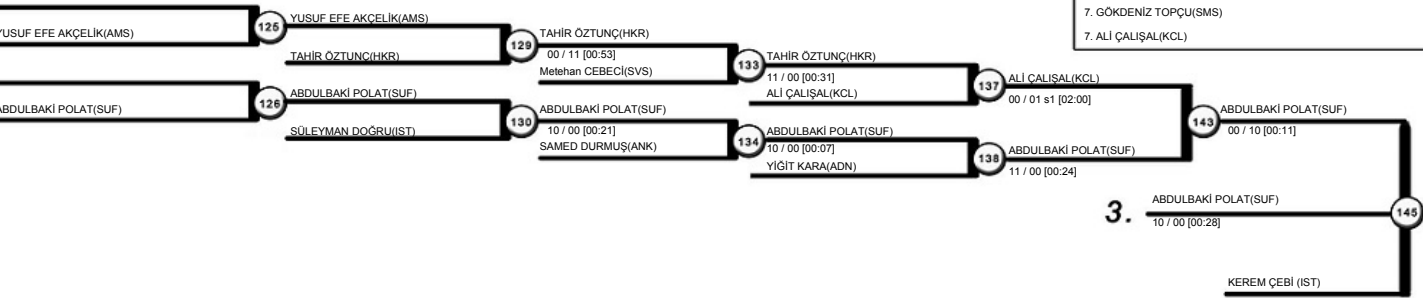 7. GÖKDENİZ TOPÇU(SMS)
7. ALİ ÇALIŞAL(KCL)
YUSUF EFE AKÇELİK(AMS)
125
YUSUF EFE AKÇELİK(AMS)
TAHİR ÖZTUNÇ(HKR)
129
TAHİR ÖZTUNÇ(HKR)
00 / 11 [00:53]
Metehan CEBECİ(SVS)
133
TAHİR ÖZTUNÇ(HKR)
11 / 00 [00:31]
ALİ ÇALIŞAL(KCL)
137
ALİ ÇALIŞAL(KCL)
00 / 01 s1 [02:00]
ABDULBAKİ POLAT(SUF)
126
ABDULBAKİ POLAT(SUF)
SÜLEYMAN DOĞRU(IST)
130
ABDULBAKİ POLAT(SUF)
10 / 00 [00:21]
SAMED DURMUŞ(ANK)
134
ABDULBAKİ POLAT(SUF)
10 / 00 [00:07]
YİĞİT KARA(ADN)
138
ABDULBAKİ POLAT(SUF)
11 / 00 [00:24]
143
ABDULBAKİ POLAT(SUF)
00 / 10 [00:11]
3.
ABDULBAKİ POLAT(SUF)
10 / 00 [00:28]
145
KEREM ÇEBİ (IST)